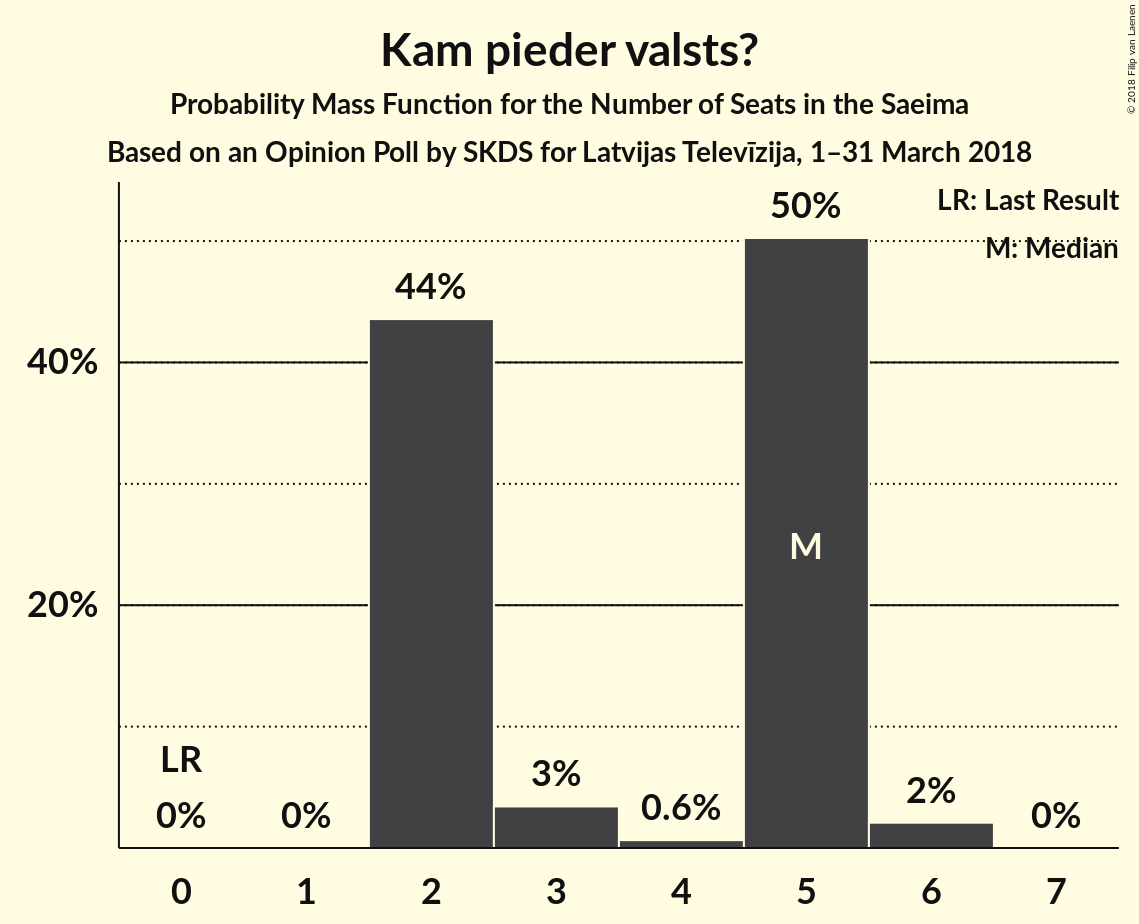 Kam pieder valsts?
Probability Mass Function for the Number of Seats in the Saeima
Based on an Opinion Poll by SKDS for Latvijas Televīzija, 1–31 March 2018
© 2018 Filip van Laenen
LR: Last Result
M: Median
50%
44%
40%
M
20%
LR
3%
2%
0.6%
0%
0%
0%
0
1
2
3
4
5
6
7